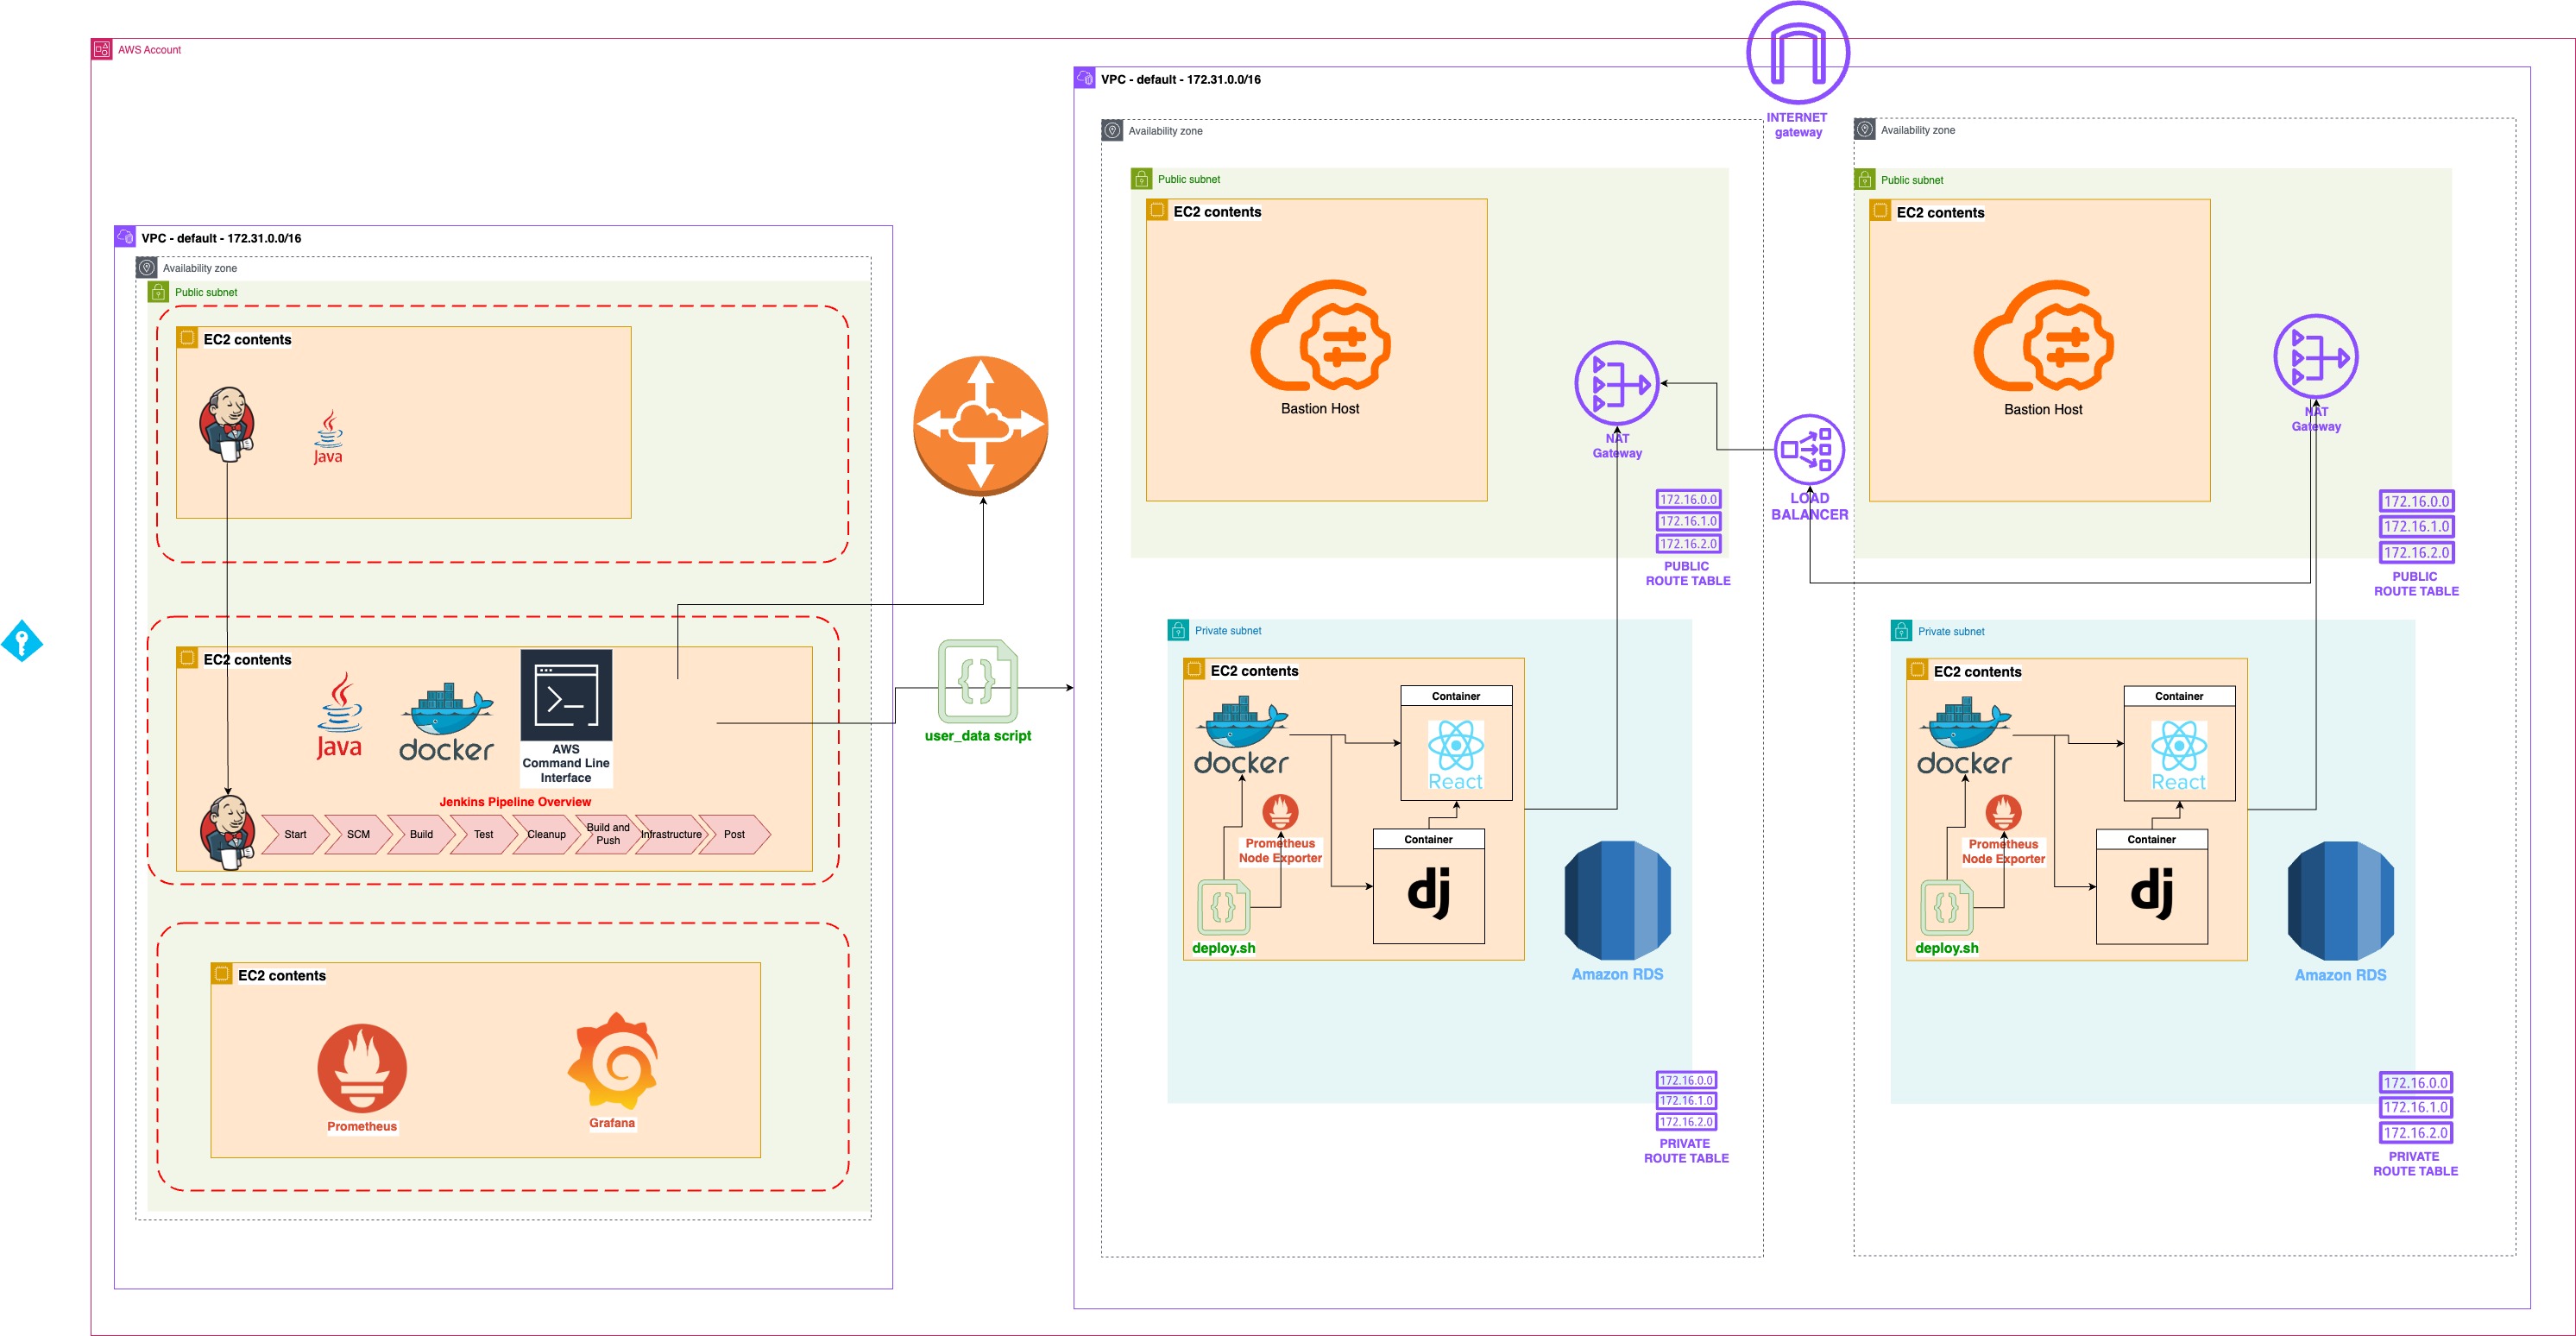 AWS Account
VPC - default - 172.31.0.0/16
Availability zone
Public subnet
EC2 contents
Java
EC2 contents
Java
docker
AWS
Command Line
Interface
Jenkins Pipeline Overview
Start
SCM
Build
Test
Cleanup
Build and
Push
Infrastructure
Post
EC2 contents
Prometheus
Grafana
user_data script
VPC - default - 172.31.0.0/16
INTERNET
gateway
Availability zone
Public subnet
EC2 contents
Bastion Host
NAT
Gateway
172.16.0.0
172.16.1.0
172.16.2.0
PUBLIC
ROUTE TABLE
LOAD
BALANCER
Private subnet
EC2 contents
docker
Container
React
Prometheus
Node Exporter
Container
dj
deploy.sh
Amazon RDS
172.16.0.0
172.16.1.0
172.16.2.0
PRIVATE
ROUTE TABLE
Availability zone
Public subnet
EC2 contents
Bastion Host
NAT
Gateway
172.16.0.0
172.16.1.0
172.16.2.0
PUBLIC
ROUTE TABLE
Private subnet
EC2 contents
docker
Container
React
Prometheus
Node Exporter
Container
dj
deploy.sh
Amazon RDS
172.16.0.0
172.16.1.0
172.16.2.0
PRIVATE
ROUTE TABLE